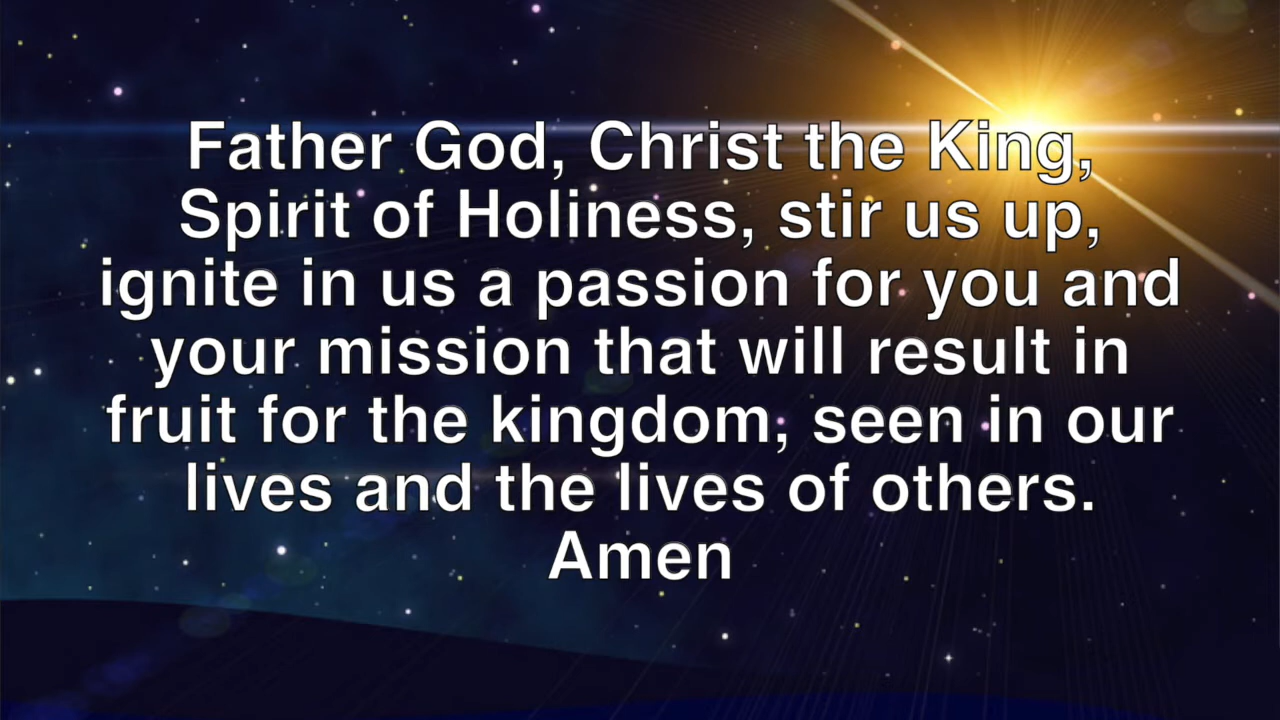 Father God, Christ the King,
Spirit of Holiness, stir us up,
ignite in us a passion for you and
your mission that will result in
fruit for the kingdom, seen in our
lives and the lives of others.
Amen